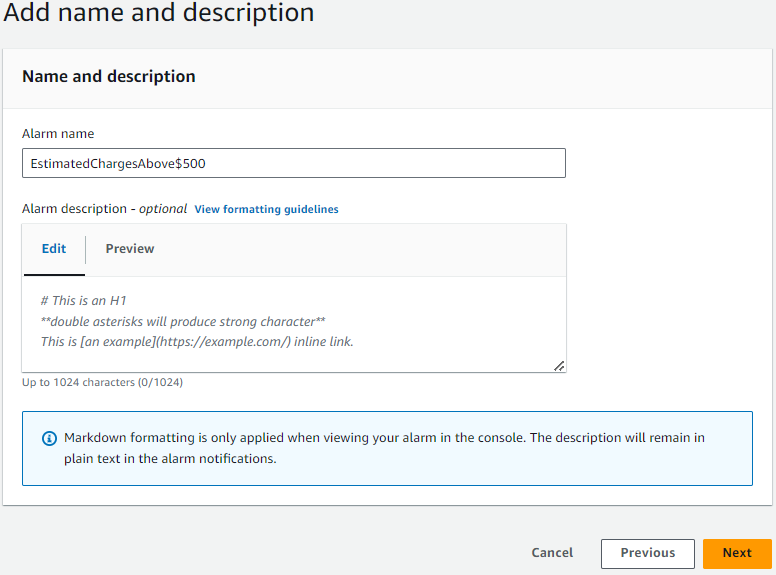 Add name and description
Name and description
Alarm name
EstimatedChargesAbove$500
Alarm description - optional View formatting guidelines
Edit Preview
# This is an H1
**double asterisks will produce strong character**
This is [an example](https://example.com/) inline link.
Up to 1024 characters (0/1024)
Markdown formatting is only applied when viewing your alarm in the console. The description will remain in
plain text in the alarm notifications.
Cancel Previous Next